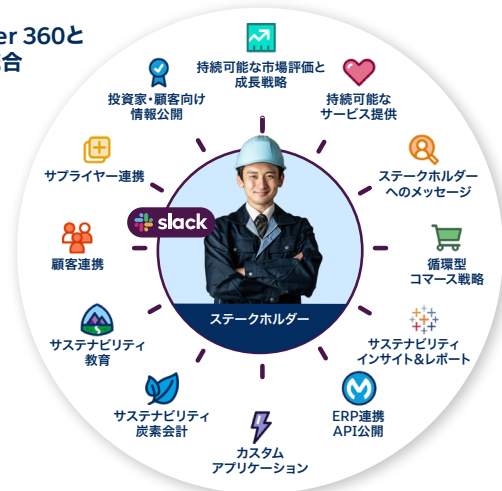 er 360と
合
持続可能な市場評価と
成長戦略
投資家・顧客向け
情報公開
持続可能な
サービス提供
サプライヤー連携
ステークホルダー
へのメッセージ
slack
顧客連携
循環型
コマース戦略
ステークホルダー
サステナビリティ
教育
サステナビリティ
インサイト&レポート
サステナビリティ
炭素会計
ERP連携
API公開
カスタム
アプリケーション